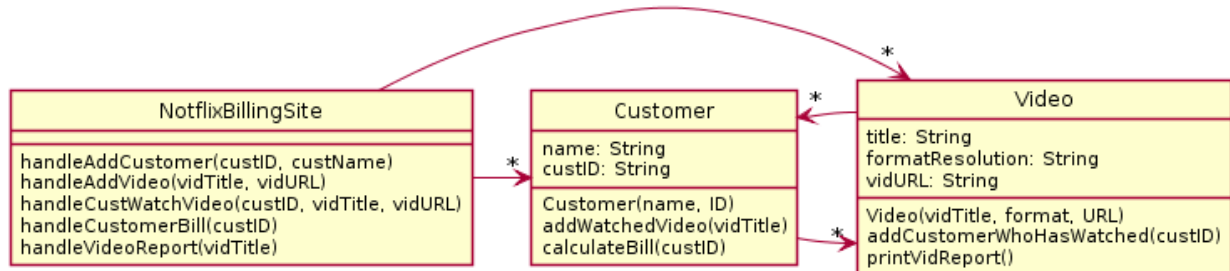 NotflixBillingSite
handleAddCustomer(custID, custName)
handleAddVideo(vidTitle, vidURL)
handleCustWatchVideo(custID, vidTitle, vidURL)
handleCustomerBill(custID)
handleVideoReport(vidTitle)
*
Customer
name: String
custID: String
Customer(name, ID)
addWatchedVideo(vidTitle)
calculateBill(custID)
*
*
*
Video
title: String
formatResolution: String
vidURL: String
Video(vidTitle, format, URL)
addCustomerWhoHasWatched(custID)
printVidReport()